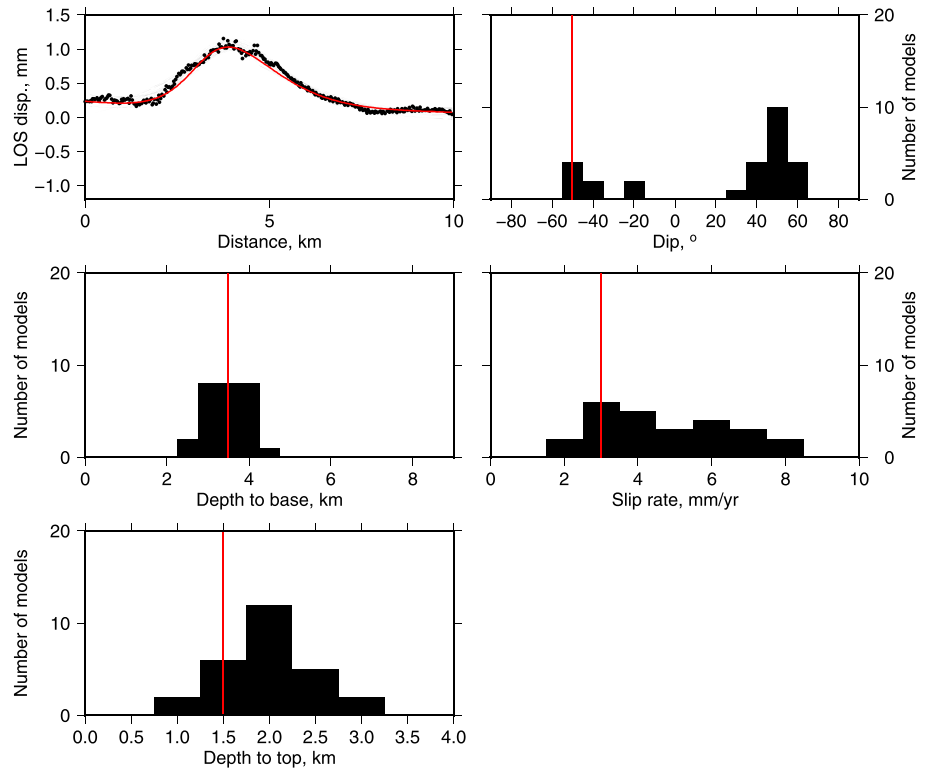 1.5
1.0
0.5
0.0
−0.5
−1.0
LOS disp., mm
0 5 10
Distance, km
20
10
0
Number of models
−80 −60 −40 −20 0 20 40 60 80
Dip, o
20
10
0
Number of models
0 2 4 6 8
Depth to base, km
20
10
0
Number of models
0 2 4 6 8 10
Slip rate, mm/yr
20
10
0
Number of models
0.0 0.5 1.0 1.5 2.0 2.5 3.0 3.5 4.0
Depth to top, km